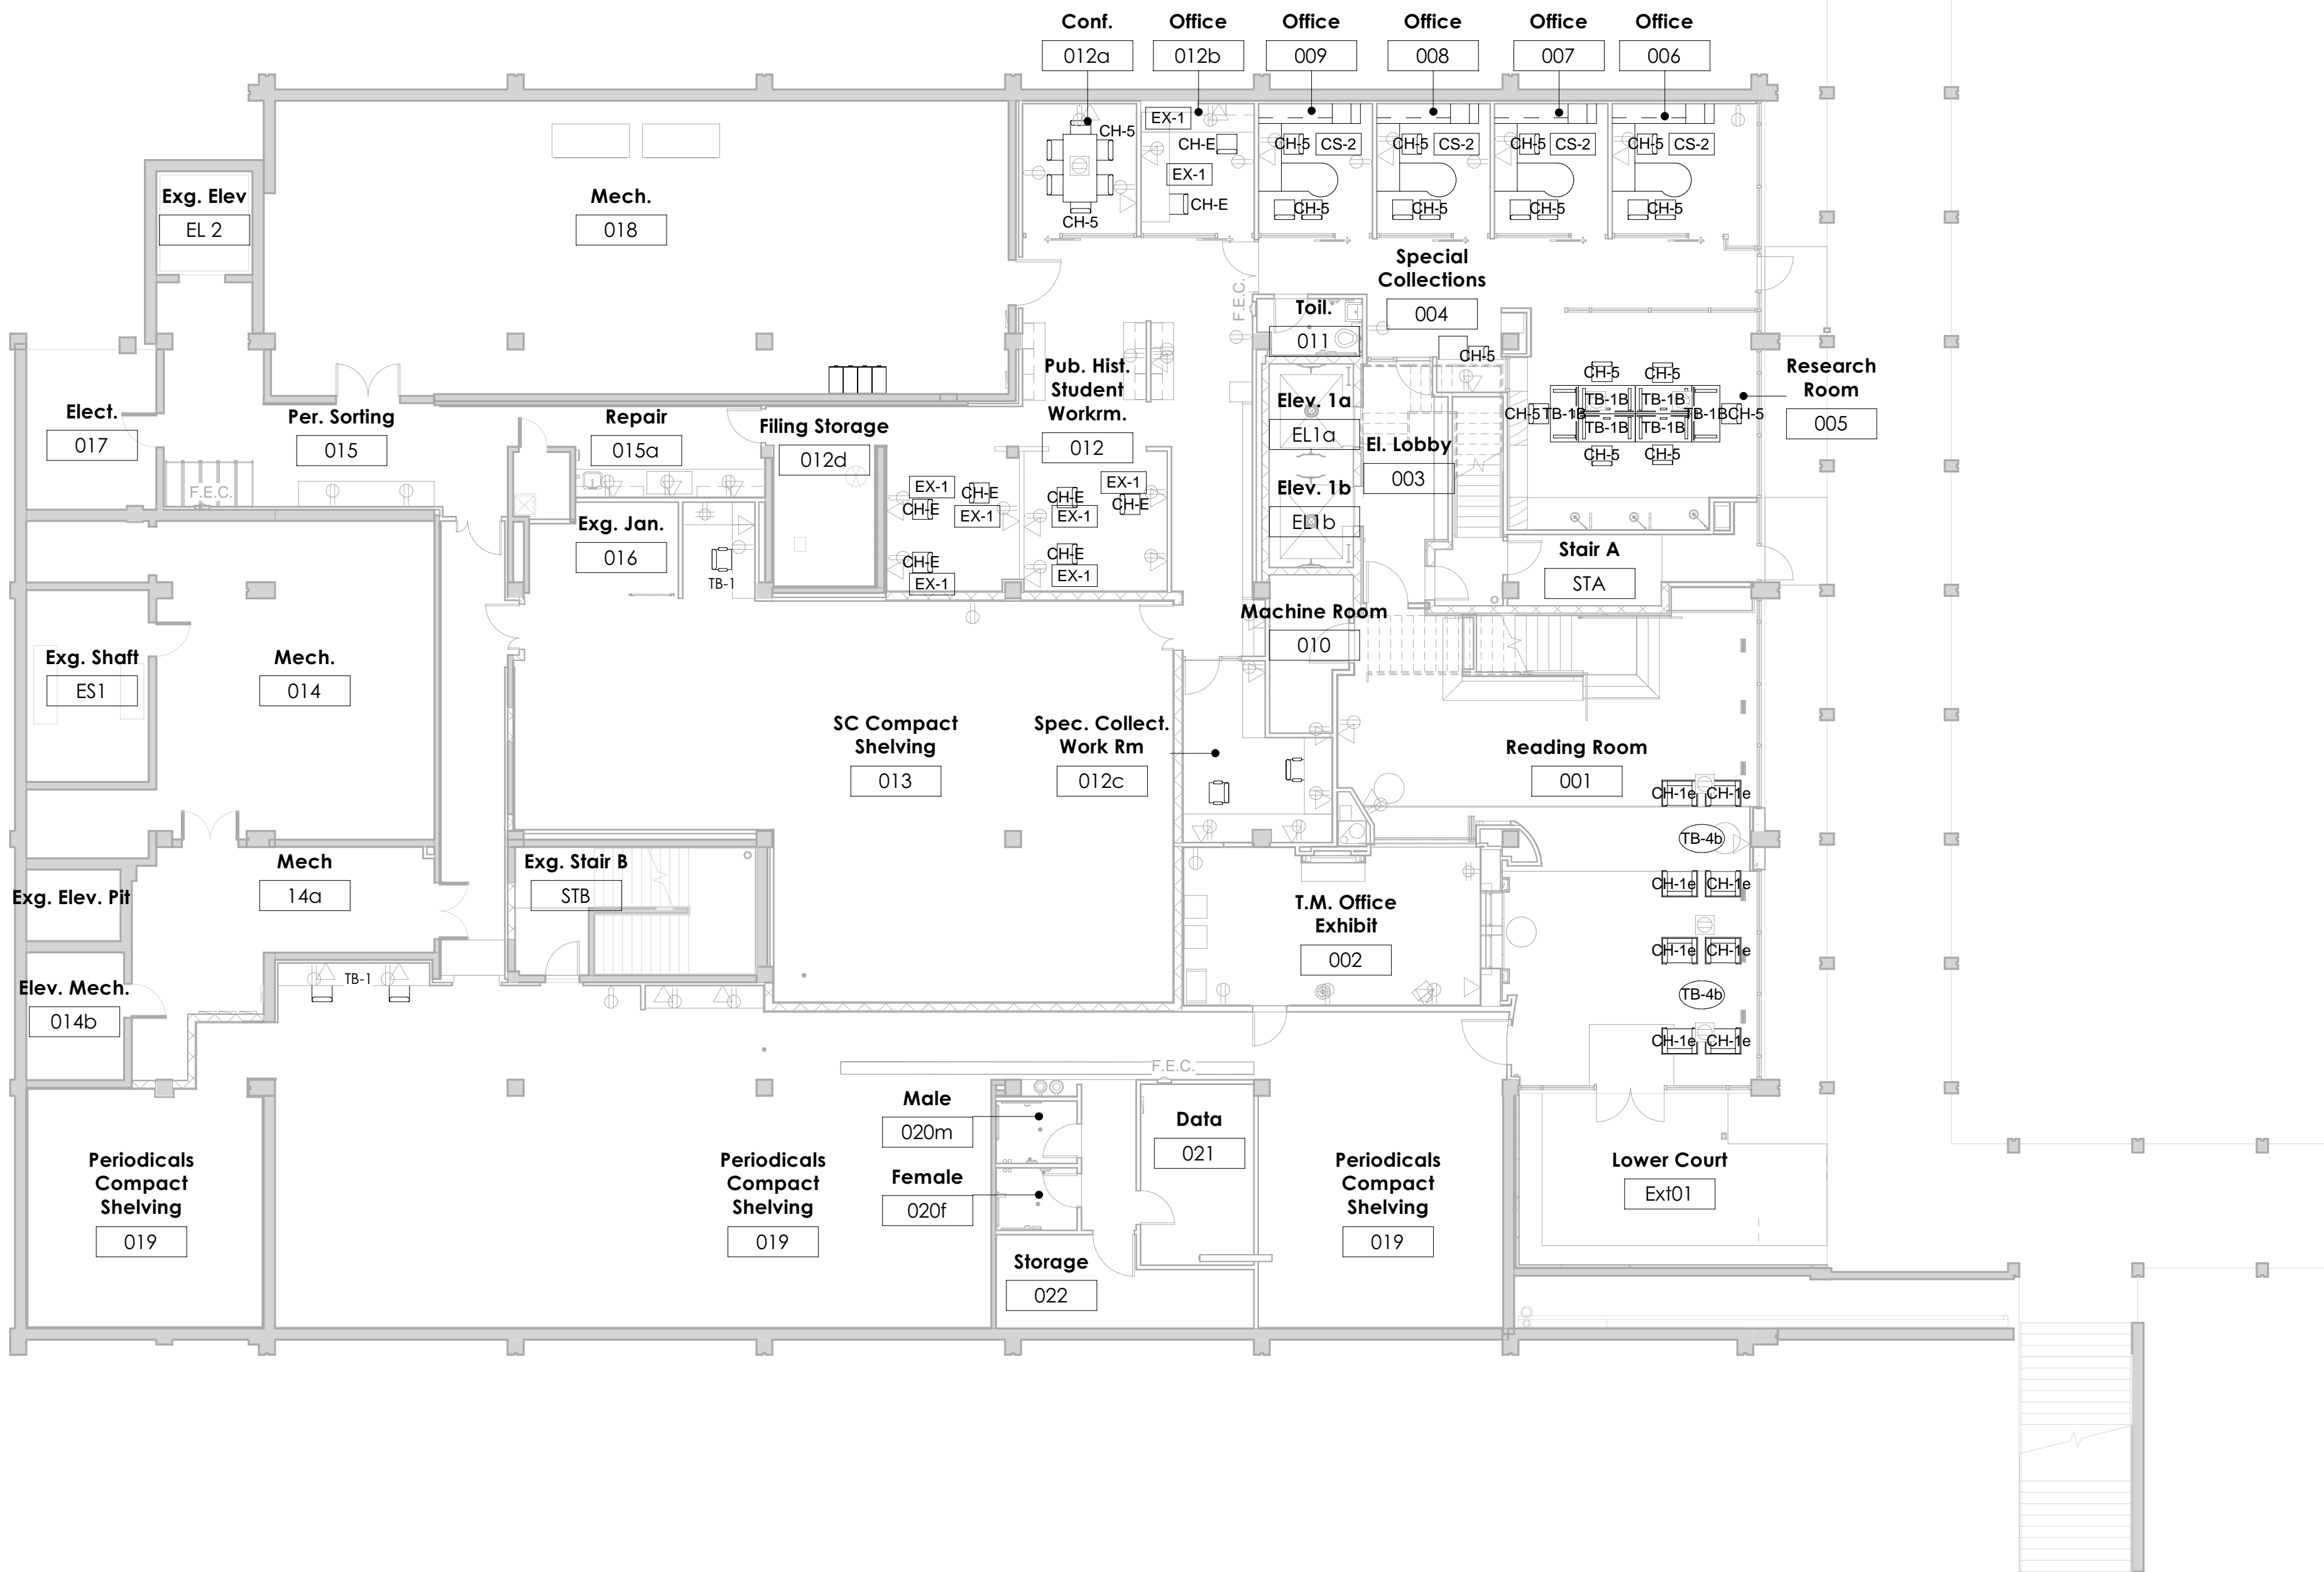 Conf.
012a
Office
012b
Office
009
Office
008
Office
007
Office
006
EX-1
CH-5
CH-E
EX-1
CH-E
CH-5
CH-5
CS-2
CH-5
CH-5
CS-2
CH-5
CH-5
CS-2
CH-5
CH-5
CS-2
CH-5
Exg. Elev
EL 2
Mech.
018
Special
Collections
004
F.E.C.
Toil.
011
CH-5
Pub. Hist.
Student
Workrm.
012
Research
Room
005
CH-5
CH-5
TB-1B
TB-1B
CH-5
TB-1B
TB-1B
CH-5
TB-1B
TB-1B
CH-5
CH-5
Elect.
017
Per. Sorting
015
F.E.C.
Repair
015a
Filing Storage
012d
Elev. 1a
EL1a
El. Lobby
003
Elev. 1b
EL1b
EX-1
CH-E
CH-E
EX-1
CH-E
EX-1
EX-1
CH-E
EX-1
CH-E
CH-E
EX-1
Exg. Jan.
016
TB-1
Stair A
STA
Machine Room
010
Exg. Shaft
ES1
Mech.
014
SC Compact
Shelving
013
Spec. Collect.
Work Rm
012c
Reading Room
001
CH-1e
CH-1e
TB-4b
CH-1e
CH-1e
CH-1e
CH-1e
TB-4b
CH-1e
CH-1e
Mech
14a
Exg. Stair B
STB
Exg. Elev. Pit
T.M. Office
Exhibit
002
TB-1
Elev. Mech.
014b
F.E.C.
Male
020m
Data
021
Female
020f
Storage
022
Periodicals
Compact
Shelving
019
Periodicals
Compact
Shelving
019
Periodicals
Compact
Shelving
019
Lower Court
Ext01